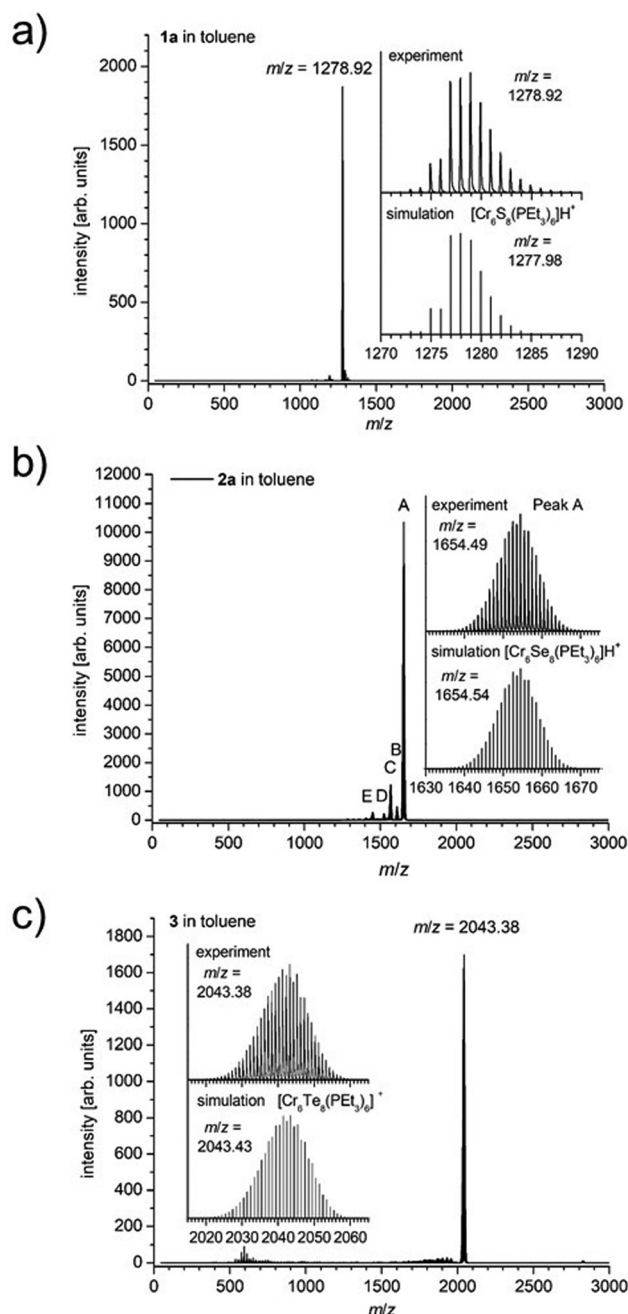 a)
1a in toluene
m/z = 1278.92
experiment
m/z =
1278.92
simulation [Cr6S8(PEt3)6]H+
m/z =
1277.98
1270 1275 1280 1285 1290
intensity [arb. units]
2000
1500
1000
500
0
0 500 1000 1500 2000 2500 3000
m/z
b)
2a in toluene
A
B
C
E D
experiment Peak A
m/z =
1654.49
simulation [Cr6Se8(PEt3)6]H+
m/z =
1654.54
1630 1640 1650 1660 1670
intensity [arb. units]
12000
11000
10000
9000
8000
7000
6000
5000
4000
3000
2000
1000
0
0 500 1000 1500 2000 2500 3000
m/z
c)
3 in toluene
m/z = 2043.38
experiment
m/z =
2043.38
simulation [Cr6Te8(PEt3)6]+
m/z =
2043.43
2020 2030 2040 2050 2060
intensity [arb. units]
1800
1600
1400
1200
1000
800
600
400
200
0
0 500 1000 1500 2000 2500 3000
m/z